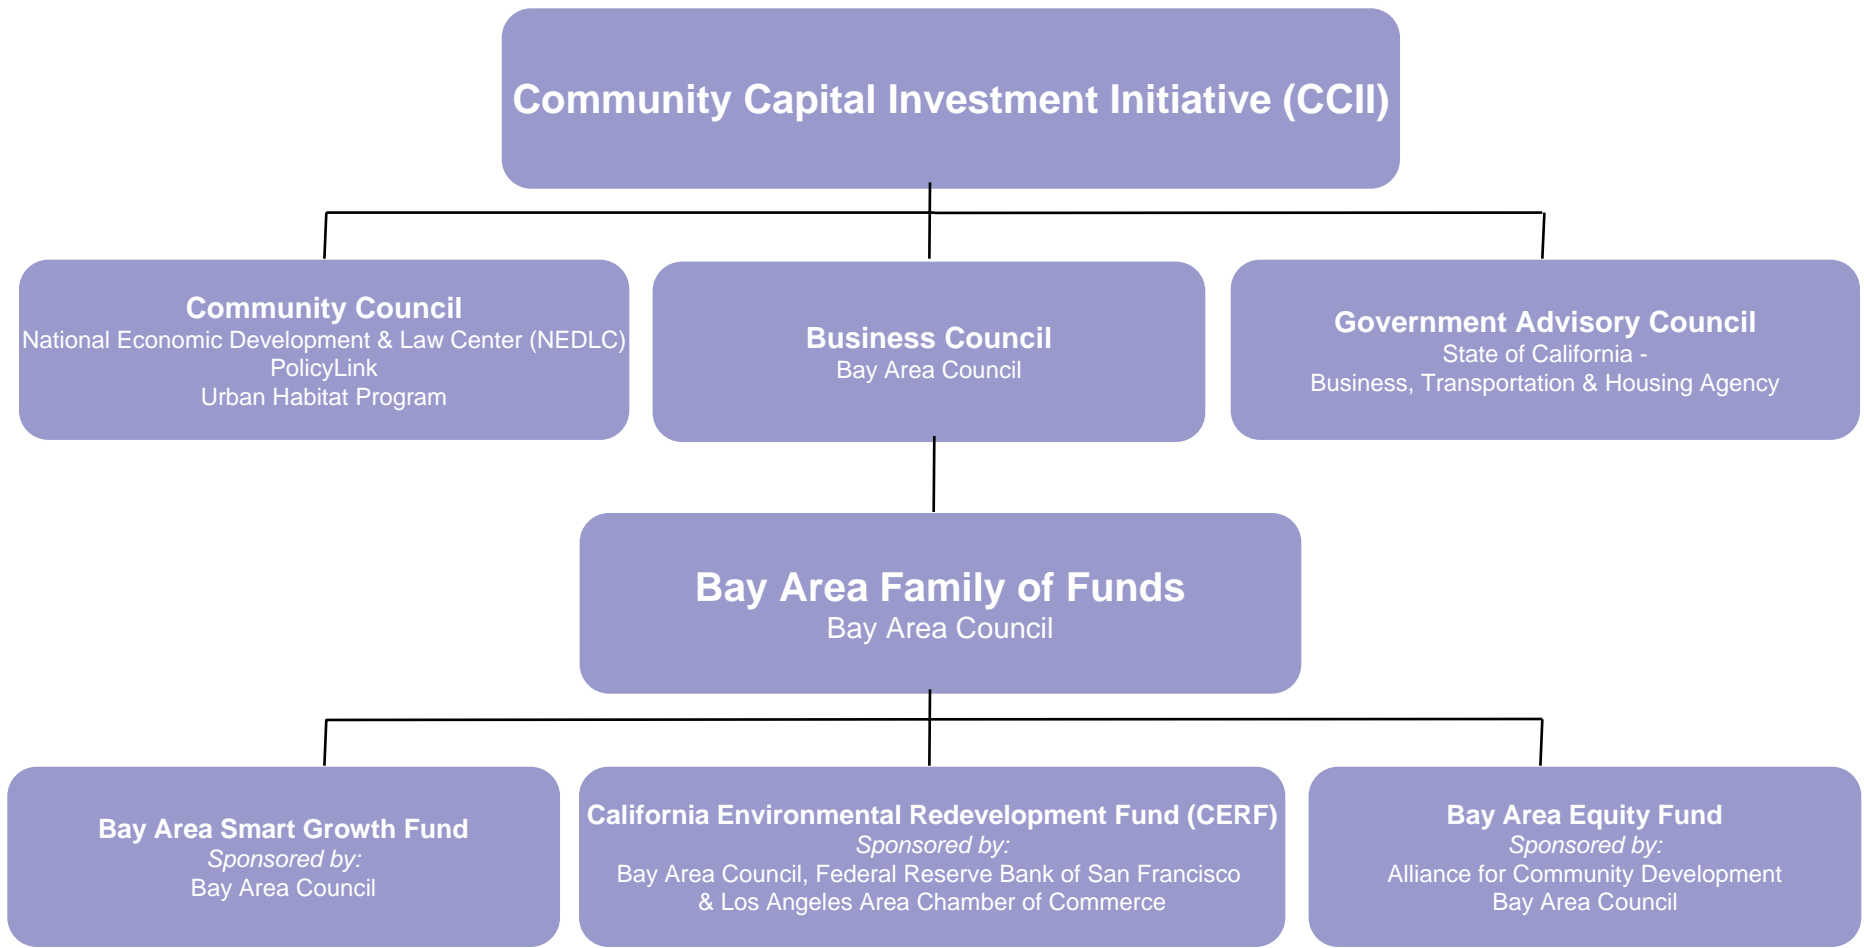 Community Capital Investment Initiative (CCII)
Community Council
National Economic Development & Law Center (NEDLC)
PolicyLink
Urban Habitat Program
Business Council
Bay Area Council
Government Advisory Council
State of California -
Business, Transportation & Housing Agency
Bay Area Family of Funds
Bay Area Council
Bay Area Smart Growth Fund
Sponsored by:
Bay Area Council
California Environmental Redevelopment Fund (CERF)
Sponsored by:
Bay Area Council, Federal Reserve Bank of San Francisco
& Los Angeles Area Chamber of Commerce
Bay Area Equity Fund
Sponsored by:
Alliance for Community Development
Bay Area Council